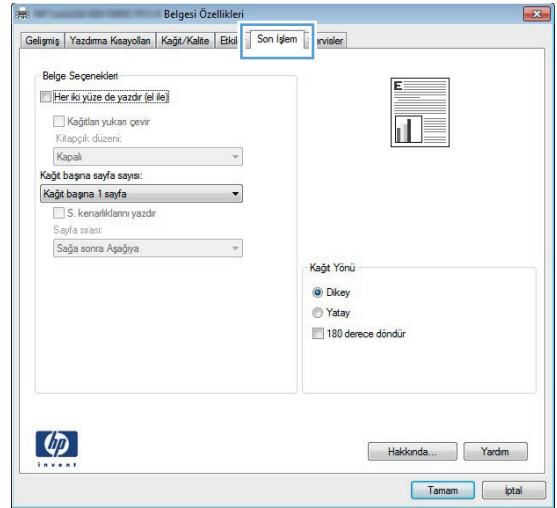 Belgesi Özellikleri
Gelişmiş Yazdırma Kısayolları Kağıt/Kalite Son İşlem
Belge Seçenekleri
Her iki yüze de yazdır (el ile)
Kağıtları yukarı çevir
Kitapçık düzeni:
Kapalı
Kağıt başına sayfa sayısı:
Kağıt başına 1 sayfa
S. kenarlıklarını yazdır
Sayfa sırası:
Sağa sonra Aşağıya
E
Kağıt Yönü
Dikey
Yatay
180 derece döndür
hp
invent
Hakkında... Yardım
Tamam İptal